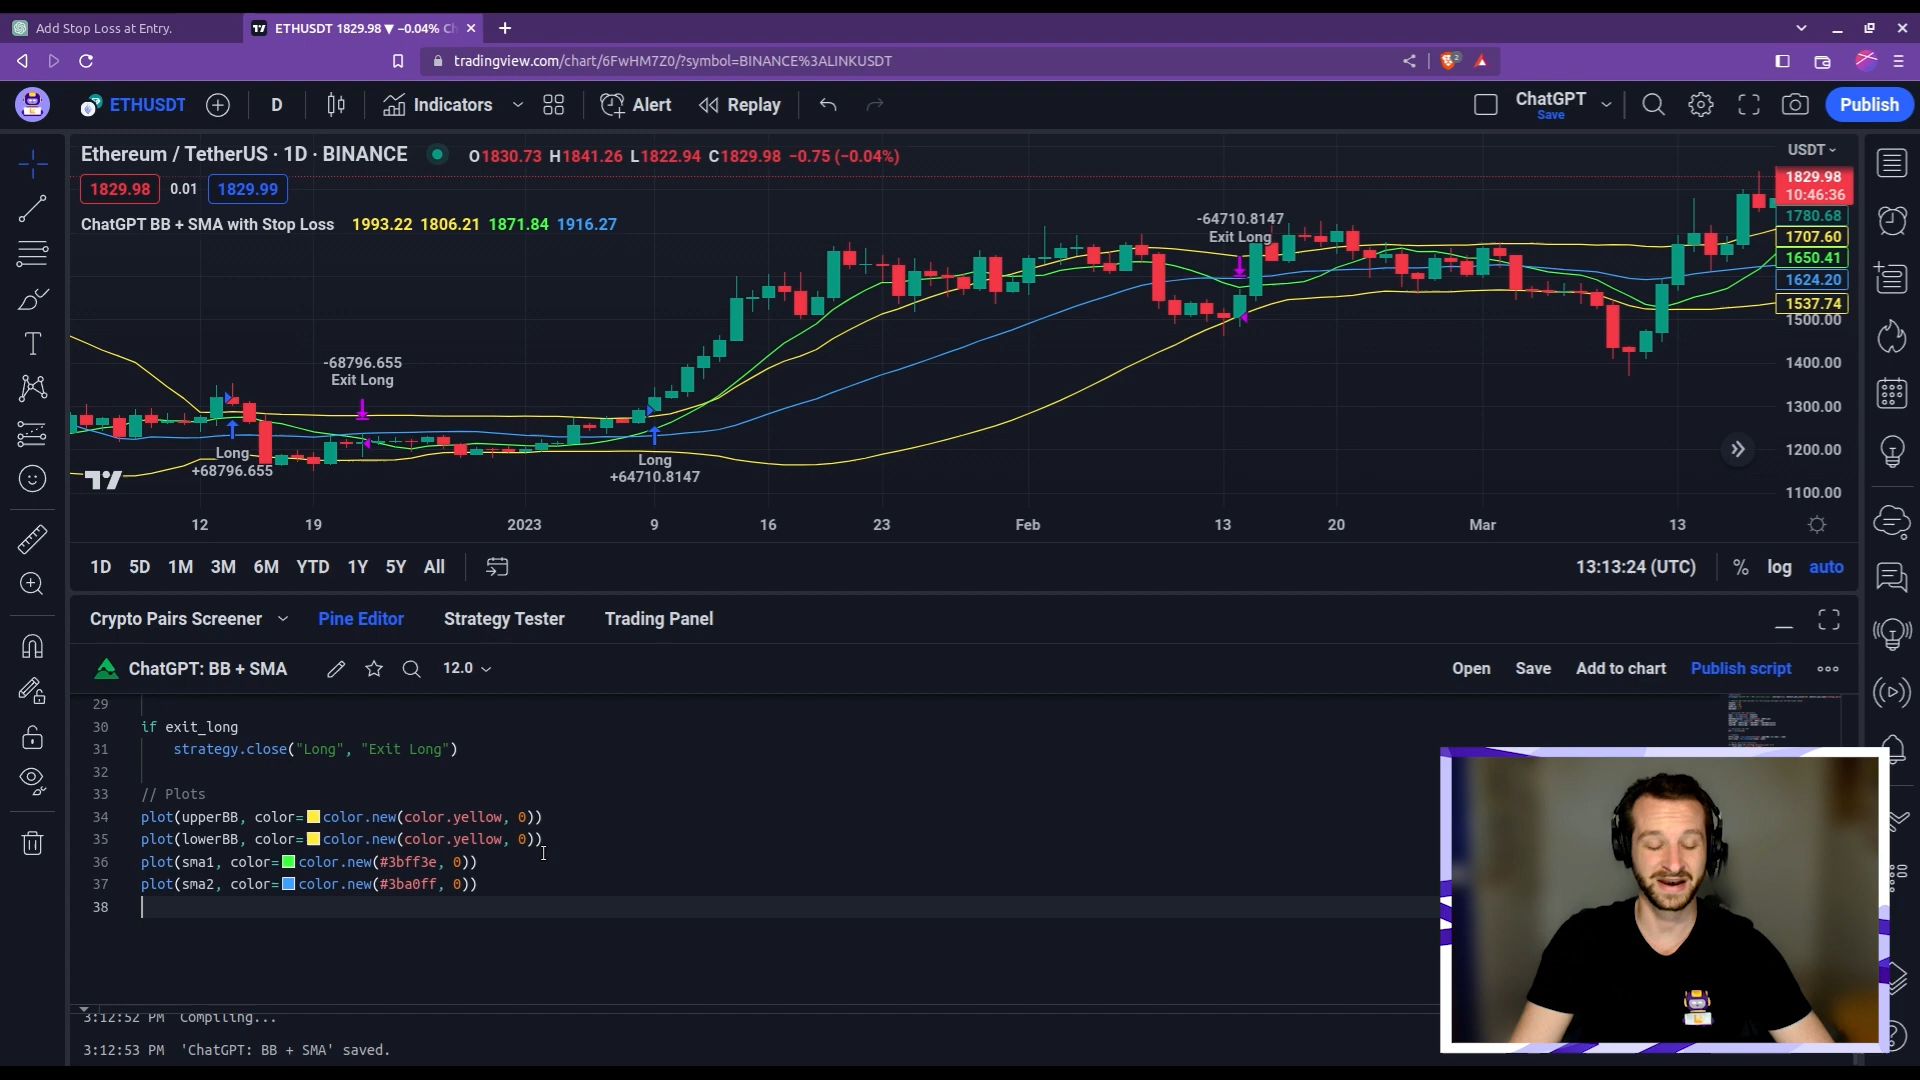 Add Stop Loss at Entry.
ETHUSDT 1829.98 ▼ −0.04% Ch
tradingview.com/chart/6FwHM7Z0/?symbol=BINANCE%3ALINKUSDT
ETHUSDT
D
Indicators
Alert
Replay
ChatGPT
Save
Publish
Ethereum / TetherUS · 1D · BINANCE
O1830.73 H1841.26 L1822.94 C1829.98 −0.75 (−0.04%)
USDT
1829.98
0.01
1829.99
ChatGPT BB + SMA with Stop Loss 1993.22 1806.21 1871.84 1916.27
1829.98
10:46:36
1780.68
1707.60
1650.41
1624.20
1537.74
1500.00
1400.00
1300.00
1200.00
1100.00
-64710.8147
Exit Long
-68796.655
Exit Long
Long
+68796.655
Long
+64710.8147
12
19
2023
9
16
23
Feb
13
20
Mar
13
1D 5D 1M 3M 6M YTD 1Y 5Y All
13:13:24 (UTC) % log auto
Crypto Pairs Screener
Pine Editor
Strategy Tester
Trading Panel
ChatGPT: BB + SMA
12.0
Open Save Add to chart Publish script
29
30 if exit_long
31 strategy.close("Long", "Exit Long")
32
33 // Plots
34 plot(upperBB, color=color.new(color.yellow, 0))
35 plot(lowerBB, color=color.new(color.yellow, 0))
36 plot(sma1, color=color.new(#3bff3e, 0))
37 plot(sma2, color=color.new(#3ba0ff, 0))
38
3:12:52 PM Compiling...
3:12:53 PM 'ChatGPT: BB + SMA' saved.